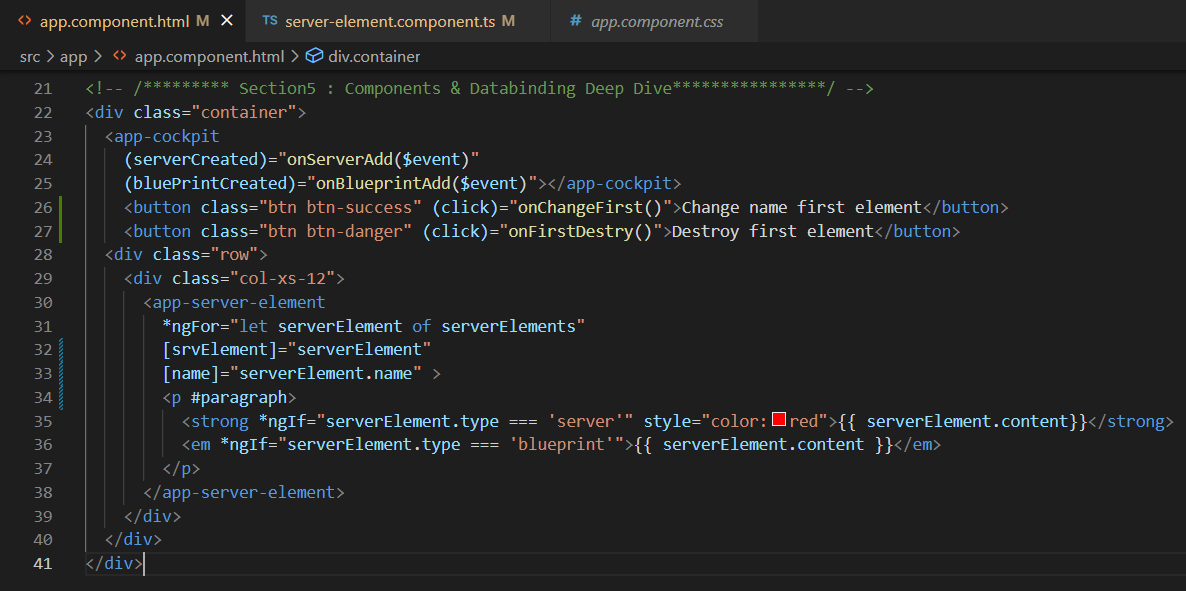 app.component.html M
TS server-element.component.ts M
# app.component.css
src > app > <> app.component.html > div.container
21 <!-- /********* Section5 : Components & Databinding Deep Dive****************/ -->
22 <div class="container">
23 <app-cockpit
24 (serverCreated)="onServerAdd($event)"
25 (bluePrintCreated)="onBlueprintAdd($event)"></app-cockpit>
26 <button class="btn btn-success" (click)="onChangeFirst()">Change name first element</button>
27 <button class="btn btn-danger" (click)="onFirstDestry()">Destroy first element</button>
28 <div class="row">
29 <div class="col-xs-12">
30 <app-server-element
31 *ngFor="let serverElement of serverElements"
32 [srvElement]="serverElement"
33 [name]="serverElement.name" >
34 <p #paragraph>
35 <strong *ngIf="serverElement.type === 'server'" style="color:red">{{ serverElement.content}}</strong>
36 <em *ngIf="serverElement.type === 'blueprint'">{{ serverElement.content }}</em>
37 </p>
38 </app-server-element>
39 </div>
40 </div>
41 </div>